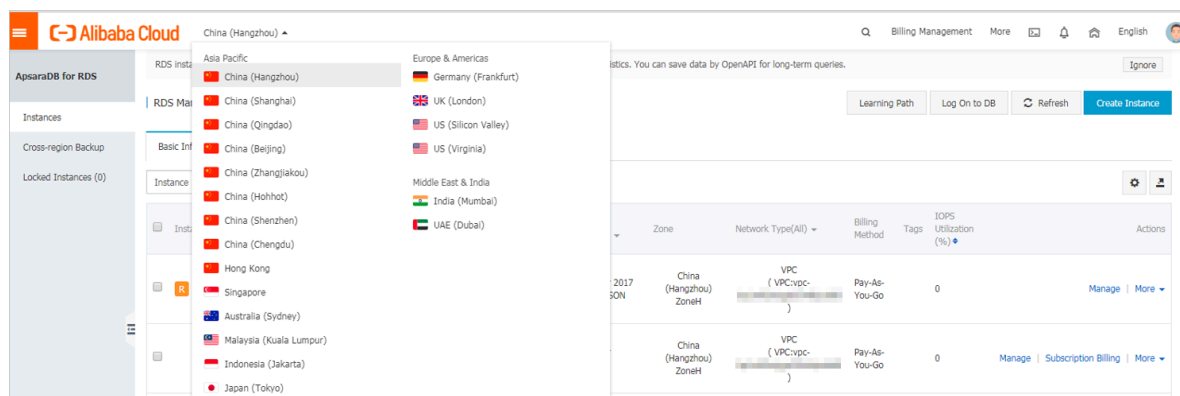 Alibaba Cloud
China (Hangzhou)
Billing Management
More
English
ApsaraDB for RDS
Instances
Cross-region Backup
Locked Instances (0)
RDS insta
istics. You can save data by OpenAPI for long-term queries.
Ignore
RDS Mar
Learning Path
Log On to DB
Refresh
Create Instance
Basic Inf
Instance
Asia Pacific
China (Hangzhou)
China (Shanghai)
China (Qingdao)
China (Beijing)
China (Zhangjiakou)
China (Hohhot)
China (Shenzhen)
China (Chengdu)
Hong Kong
Singapore
Australia (Sydney)
Malaysia (Kuala Lumpur)
Indonesia (Jakarta)
Japan (Tokyo)
Europe & Americas
Germany (Frankfurt)
UK (London)
US (Silicon Valley)
US (Virginia)
Middle East & India
India (Mumbai)
UAE (Dubai)
Insta
Zone
Network Type(All)
Billing
Method
Tags
IOPS
Utilization
(%)
Actions
R
2017
SON
China
(Hangzhou)
ZoneH
VPC
( VPC:vpc-
)
Pay-As-
You-Go
0
Manage | More
China
(Hangzhou)
ZoneH
VPC
( VPC:vpc-
)
Pay-As-
You-Go
0
Manage | Subscription Billing | More